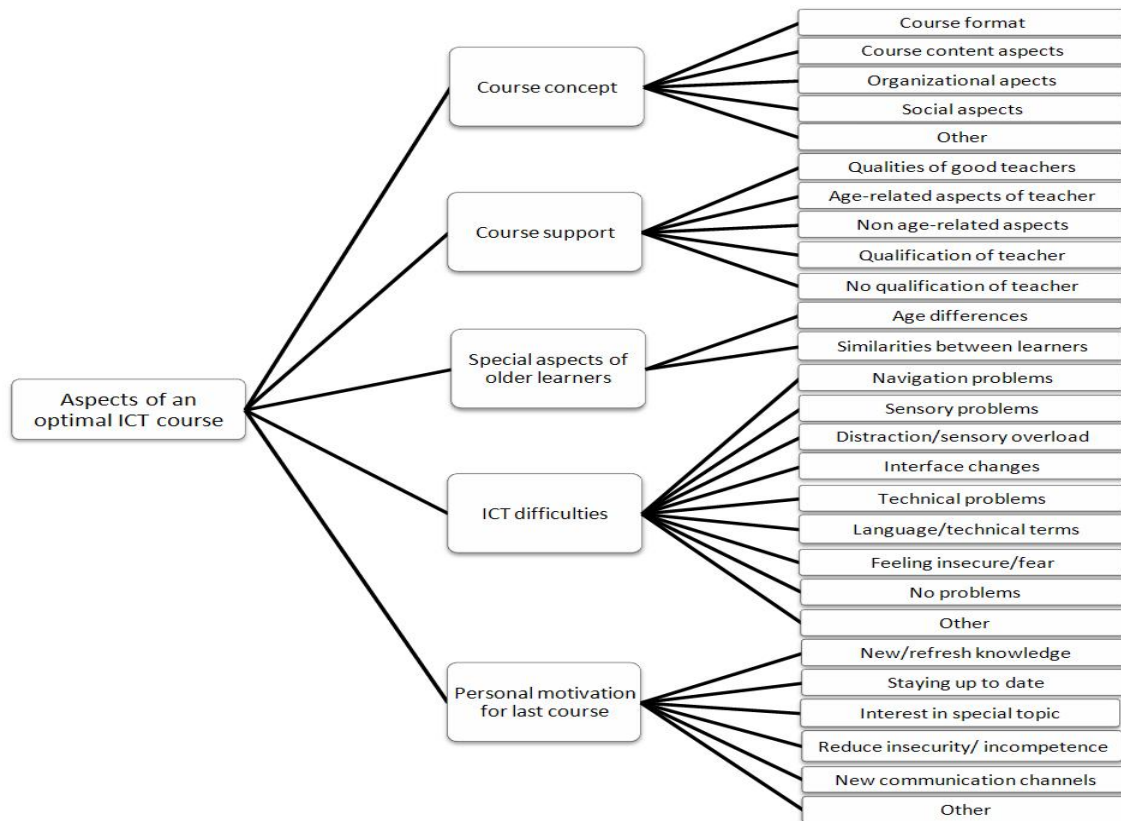 Aspects of an
optimal ICT course
Course concept
Course format
Course content aspects
Organizational apects
Social aspects
Other
Course support
Qualities of good teachers
Age-related aspects of teacher
Non age-related aspects
Qualification of teacher
No qualification of teacher
Special aspects of
older learners
Age differences
Similarities between learners
ICT difficulties
Navigation problems
Sensory problems
Distraction/sensory overload
Interface changes
Technical problems
Language/technical terms
Feeling insecure/fear
No problems
Other
Personal motivation
for last course
New/refresh knowledge
Staying up to date
Interest in special topic
Reduce insecurity/ incompetence
New communication channels
Other